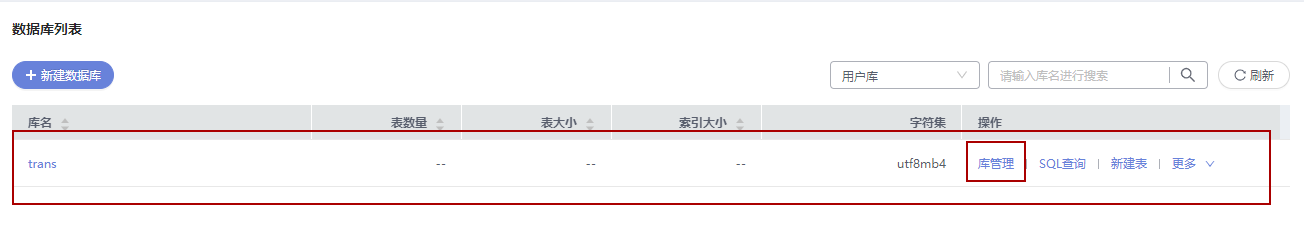 数据库列表
+ 新建数据库
用户库
请输入库名进行搜索
刷新
库名 表数量 表大小 索引大小 字符集 操作
trans -- -- -- utf8mb4 库管理 | SQL查询 | 新建表 | 更多